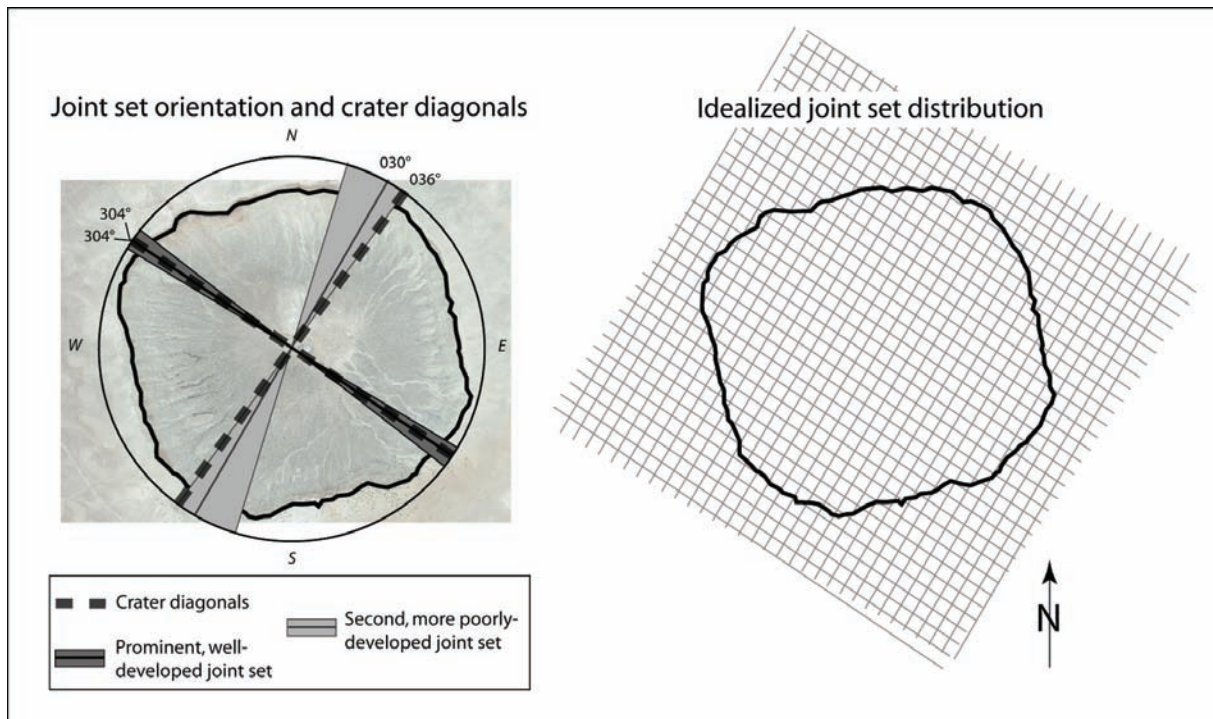 Joint set orientation and crater diagonals
N
030°
036°
304°
304°
W
E
S
Crater diagonals
Prominent, well-
developed joint set
Second, more poorly-
developed joint set
Idealized joint set distribution
N